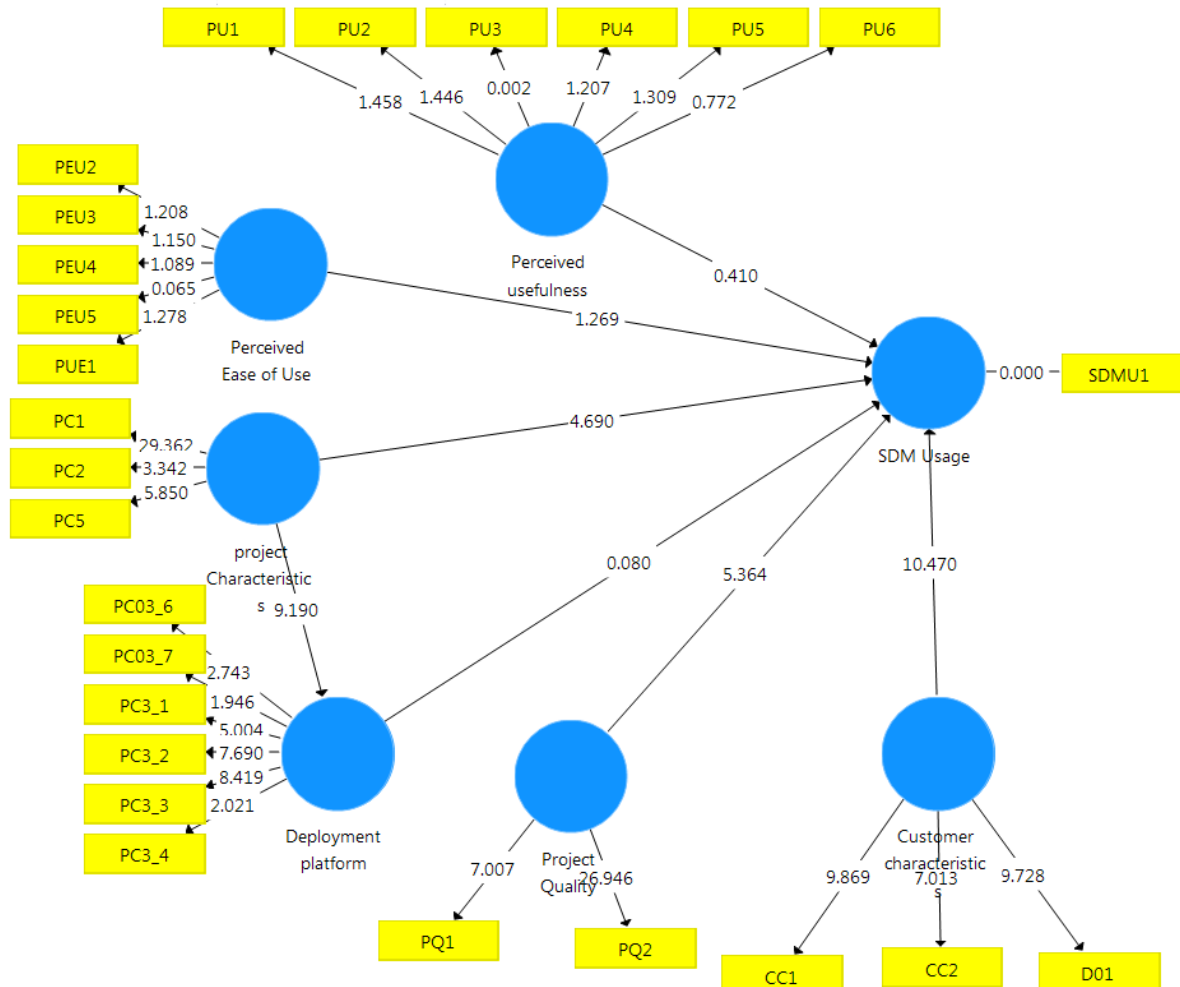 PU1
PU2
PU3
PU4
PU5
PU6
1.458
1.446
0.002
1.207
1.309
0.772
Perceived
usefulness
0.410
PEU2
PEU3
PEU4
PEU5
PUE1
1.208
1.150
1.089
0.065
1.278
Perceived
Ease of Use
1.269
PC1
PC2
PC5
29.362
3.342
5.850
project
Characteristic
s
4.690
9.190
SDM Usage
0.000
SDMU1
PC03_6
PC03_7
PC3_1
PC3_2
PC3_3
PC3_4
2.743
1.946
5.004
7.690
8.419
2.021
Deployment
platform
0.080
5.364
10.470
Project
Quality
7.007
26.946
PQ1
PQ2
Customer
characteristic
s
9.869
7.013
9.728
CC1
CC2
D01